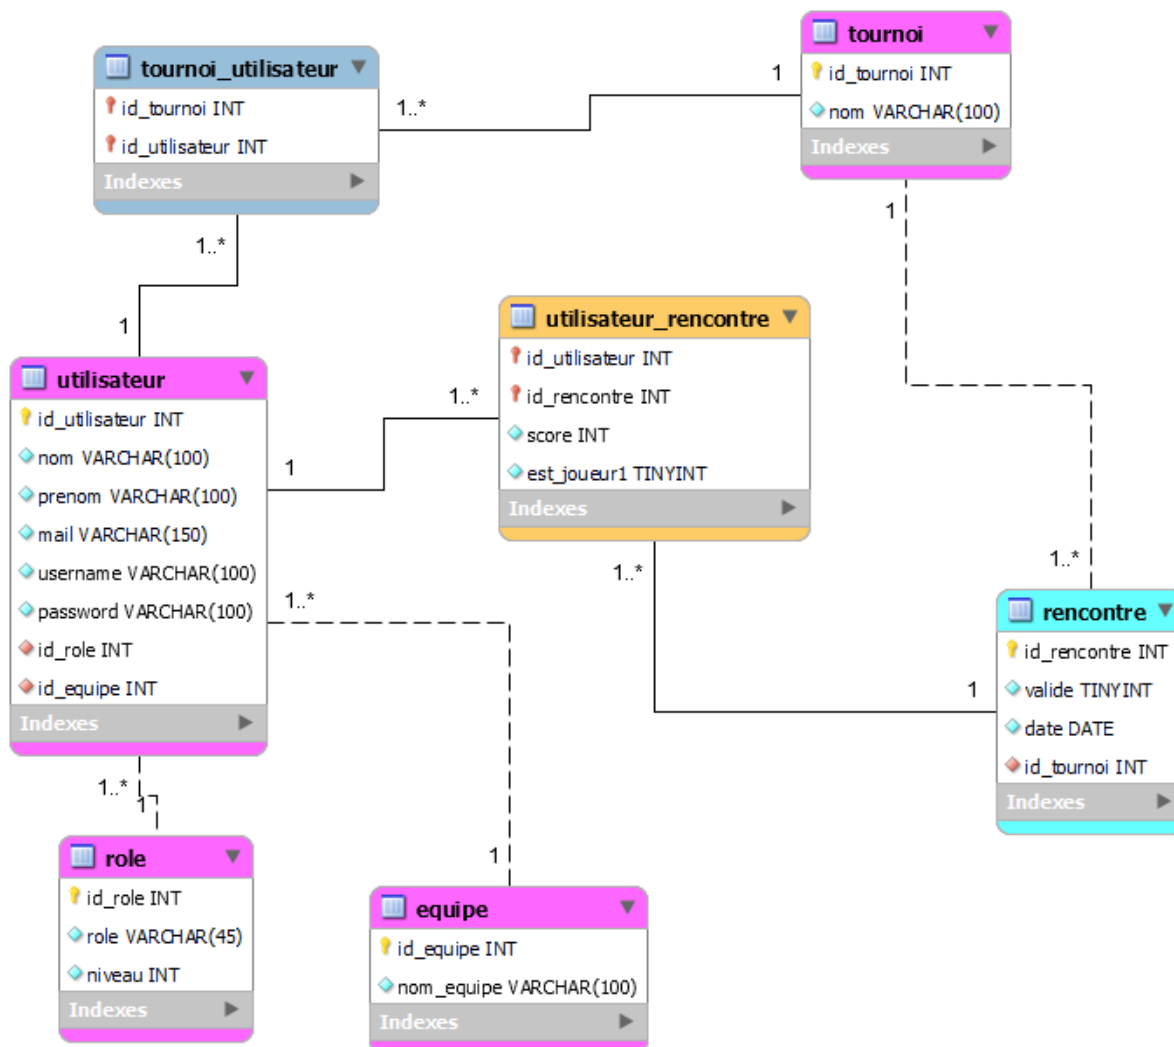 tournoi_utilisateur
id_tournoi INT
id_utilisateur INT
Indexes
tournoi
id_tournoi INT
nom VARCHAR(100)
Indexes
1..*
1
1..*
1
1
1..*
utilisateur
id_utilisateur INT
nom VARCHAR(100)
prenom VARCHAR(100)
mail VARCHAR(150)
username VARCHAR(100)
password VARCHAR(100)
id_role INT
id_equipe INT
Indexes
utilisateur_rencontre
id_utilisateur INT
id_rencontre INT
score INT
est_joueur1 TINYINT
Indexes
1..*
1
1..*
1
rencontre
id_rencontre INT
valide TINYINT
date DATE
id_tournoi INT
Indexes
1..*
1
1..*
1
role
id_role INT
role VARCHAR(45)
niveau INT
Indexes
equipe
id_equipe INT
nom_equipe VARCHAR(100)
Indexes